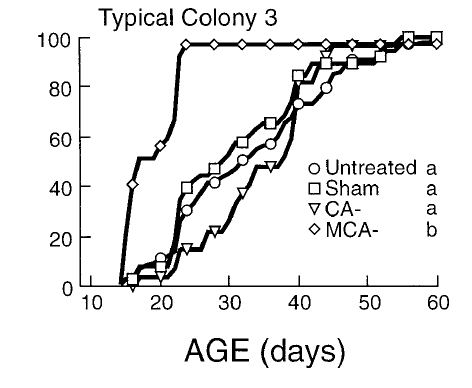 Typical Colony 3
100
80
60
40
20
0
Untreated a
Sham a
CA- a
MCA- b
10 20 30 40 50 60
AGE (days)